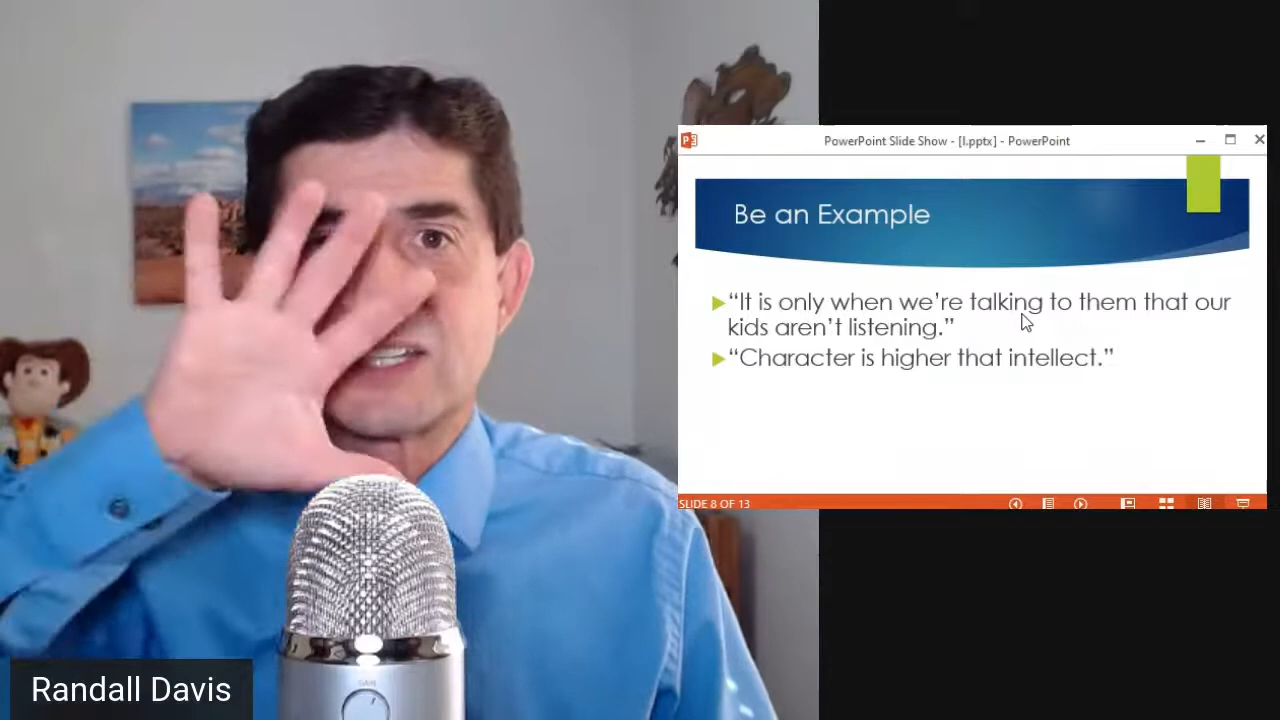 PowerPoint Slide Show - [I.pptx] - PowerPoint
Be an Example
“It is only when we’re talking to them that our
kids aren’t listening.”
“Character is higher that intellect.”
SLIDE 8 OF 13
GAIN
Randall Davis